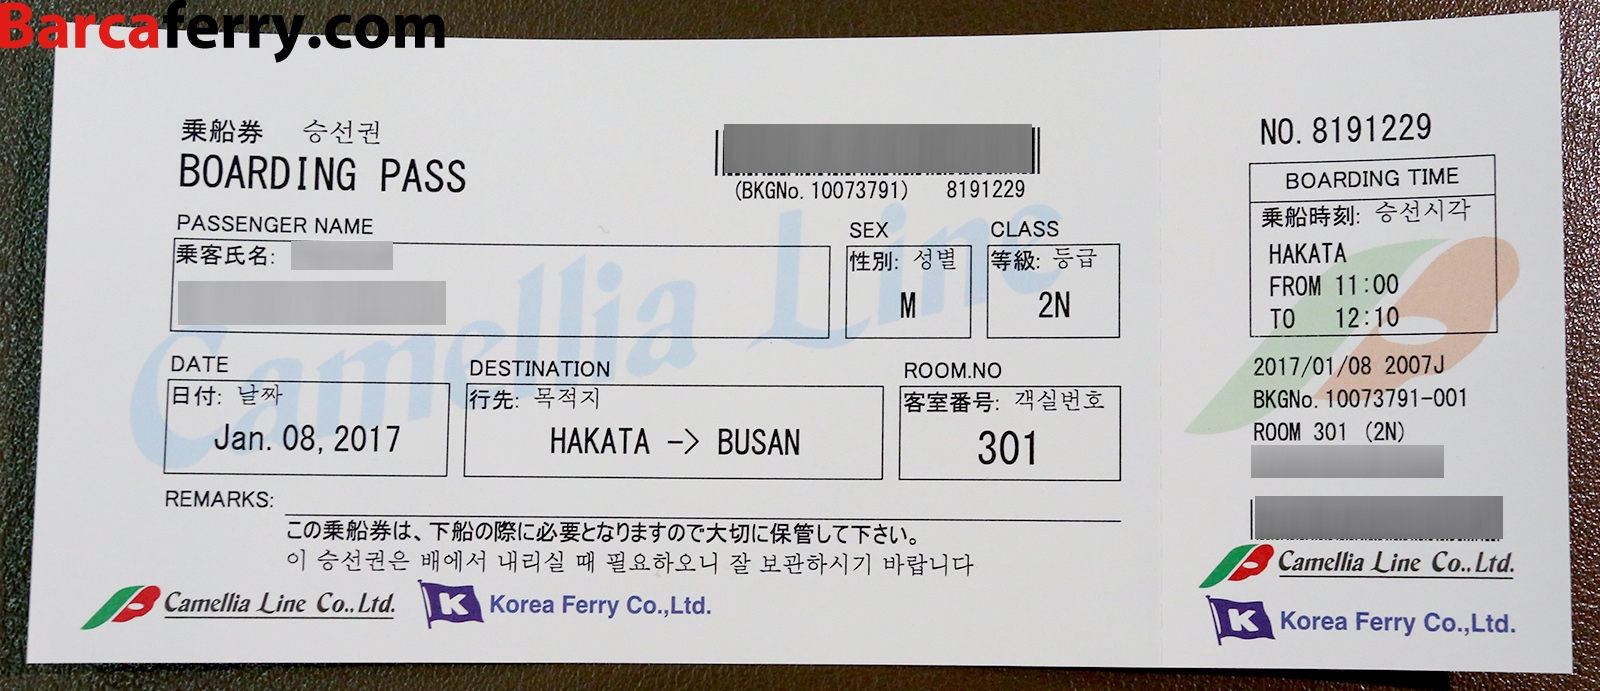 Barcaferry.com
乗船券 승선권
BOARDING PASS
(BKGNo. 10073791) 8191229
PASSENGER NAME
乗客氏名:
SEX
性別: 성별
M
CLASS
等級: 등급
2N
DATE
日付: 날짜
Jan. 08, 2017
DESTINATION
行先: 목적지
HAKATA -> BUSAN
ROOM.NO
客室番号: 객실번호
301
REMARKS:
この乗船券は、下船の際に必要となりますので大切に保管して下さい。
이 승선권은 배에서 내리실 때 필요하오니 잘 보관하시기 바랍니다
Camellia Line Co.,Ltd.
K Korea Ferry Co.,Ltd.
Camellia Line
NO. 8191229
BOARDING TIME
乗船時刻: 승선시각
HAKATA
FROM 11:00
TO 12:10
2017/01/08 2007J
BKGNo. 10073791-001
ROOM 301 (2N)
Camellia Line Co.,Ltd.
K Korea Ferry Co.,Ltd.